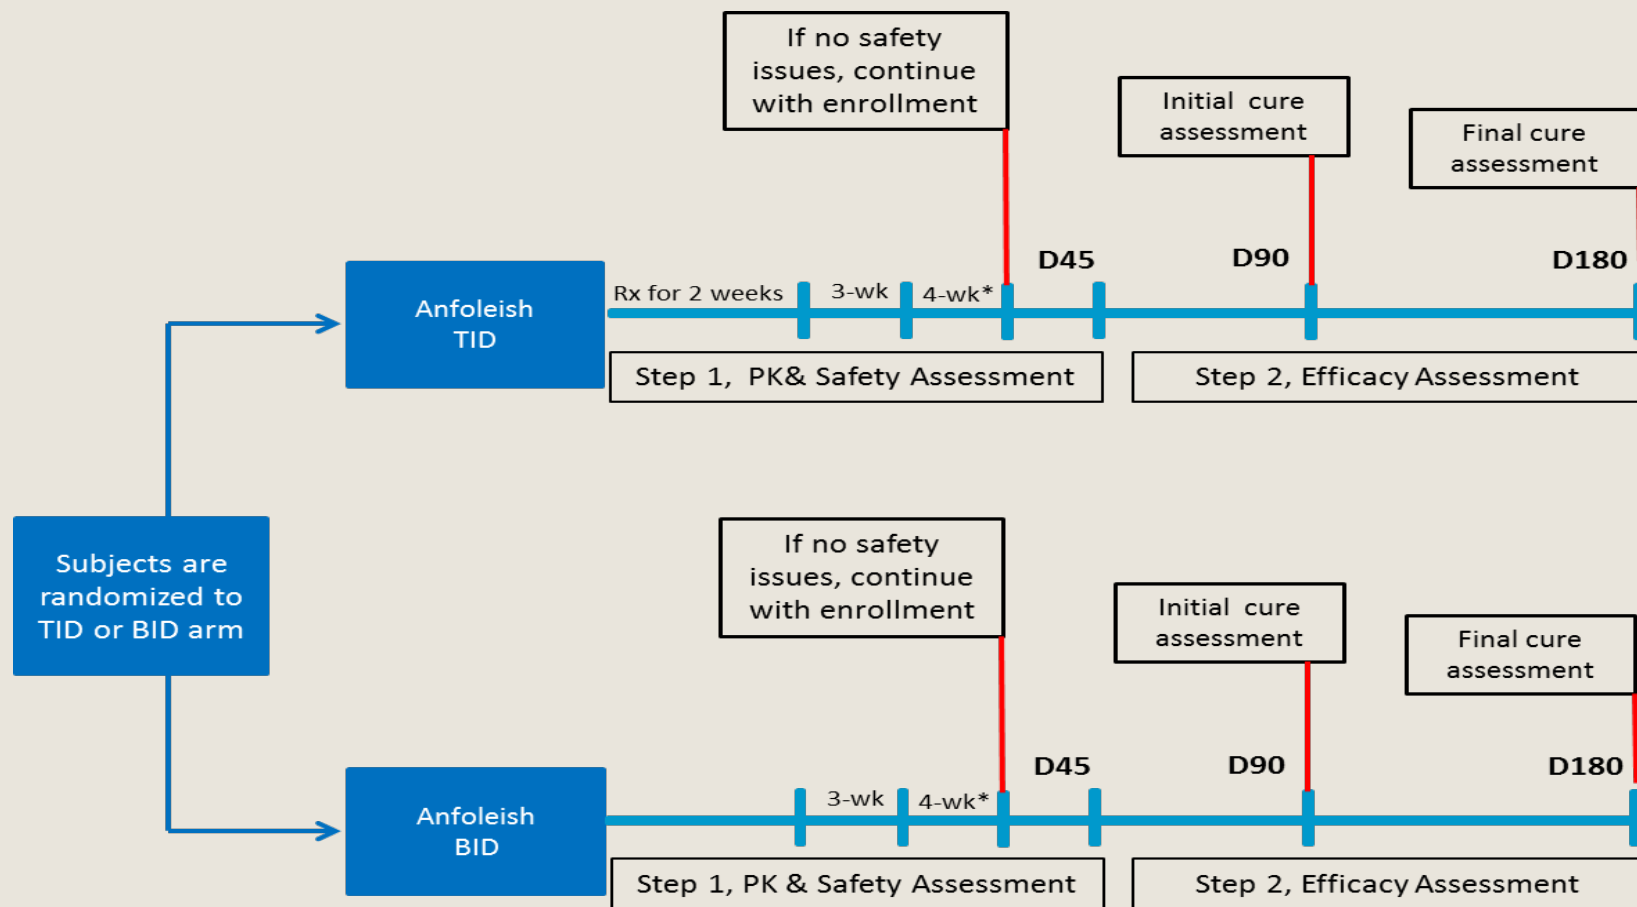 If no safety
issues, continue
with enrollment
Initial cure
assessment
Final cure
assessment
D45
D90
D180
Rx for 2 weeks
3-wk
4-wk*
Anfoleish
TID
Step 1, PK& Safety Assessment
Step 2, Efficacy Assessment
Subjects are
randomized to
TID or BID arm
If no safety
issues, continue
with enrollment
Initial cure
assessment
Final cure
assessment
D45
D90
D180
3-wk
4-wk*
Anfoleish
BID
Step 1, PK & Safety Assessment
Step 2, Efficacy Assessment